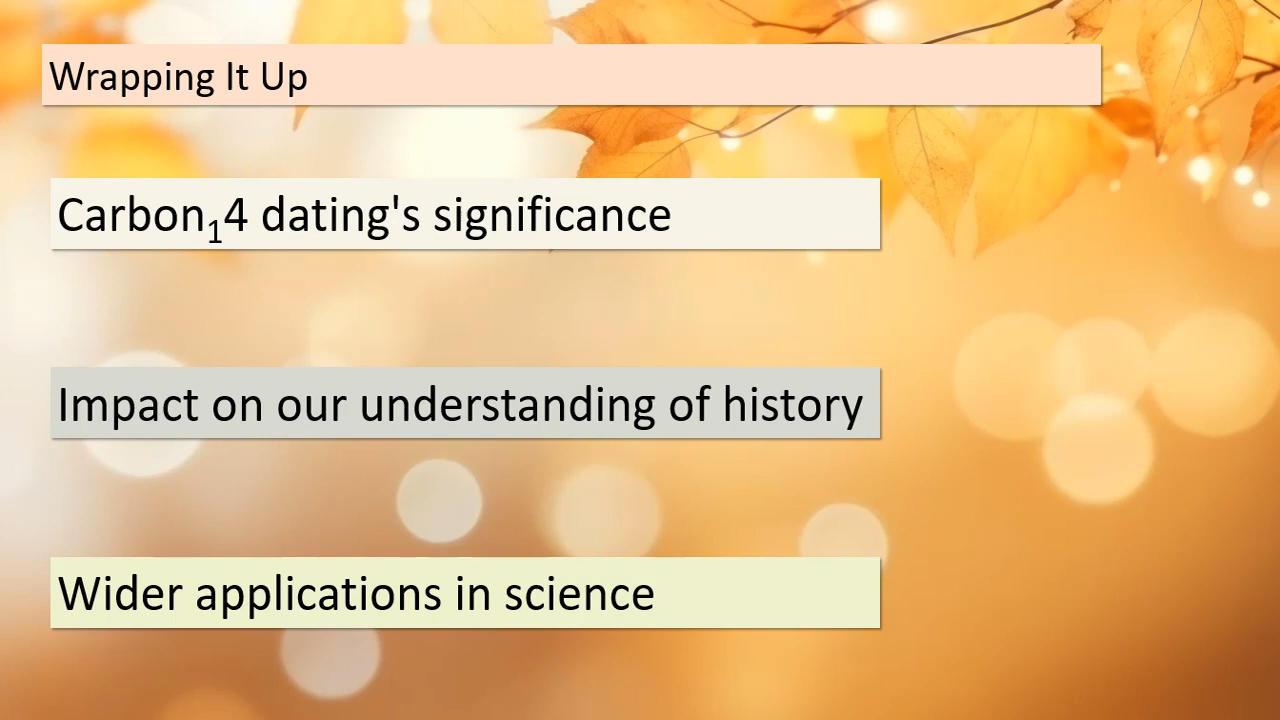 Wrapping It Up
Carbon₁4 dating's significance
Impact on our understanding of history
Wider applications in science